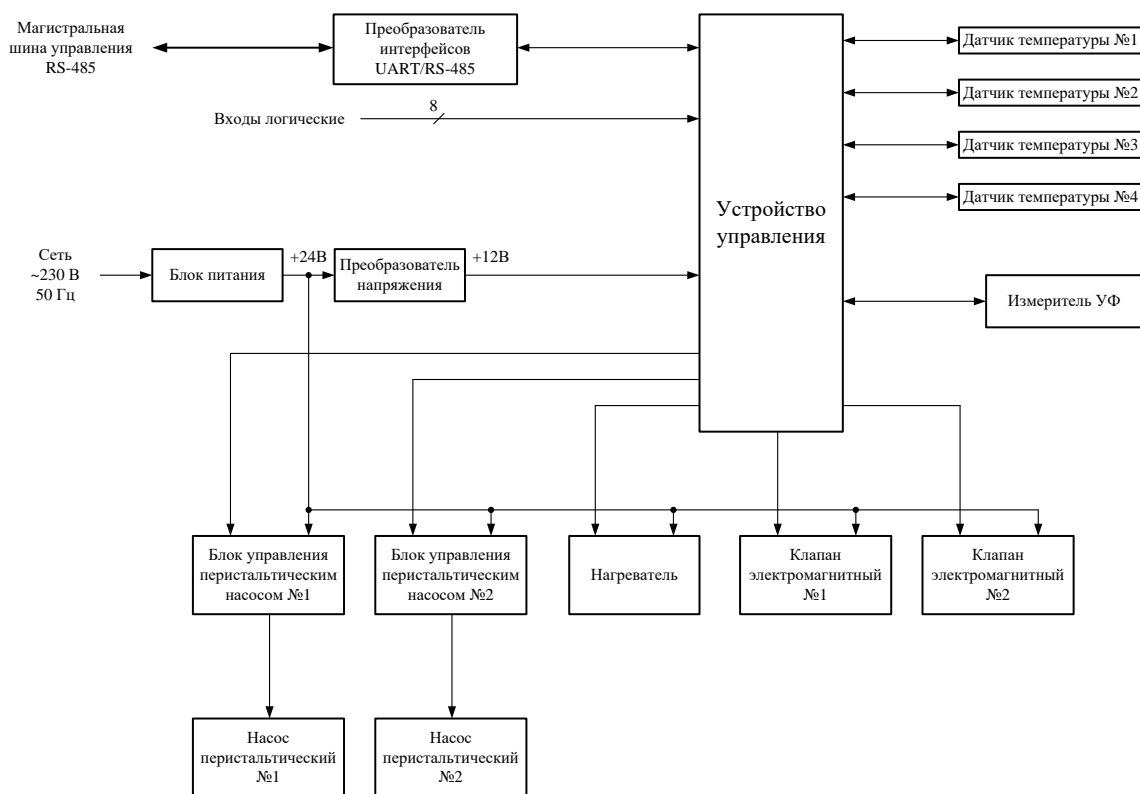 Магистральная
шина управления
RS-485
Преобразователь
интерфейсов
UART/RS-485
Входы логические
8
Датчик температуры №1
Датчик температуры №2
Датчик температуры №3
Датчик температуры №4
Устройство
управления
Сеть
~230 В
50 Гц
Блок питания
+24В
Преобразователь
напряжения
+12В
Измеритель УФ
Блок управления
перистальтическим
насосом №1
Блок управления
перистальтическим
насосом №2
Нагреватель
Клапан
электромагнитный
№1
Клапан
электромагнитный
№2
Насос
перистальтический
№1
Насос
перистальтический
№2